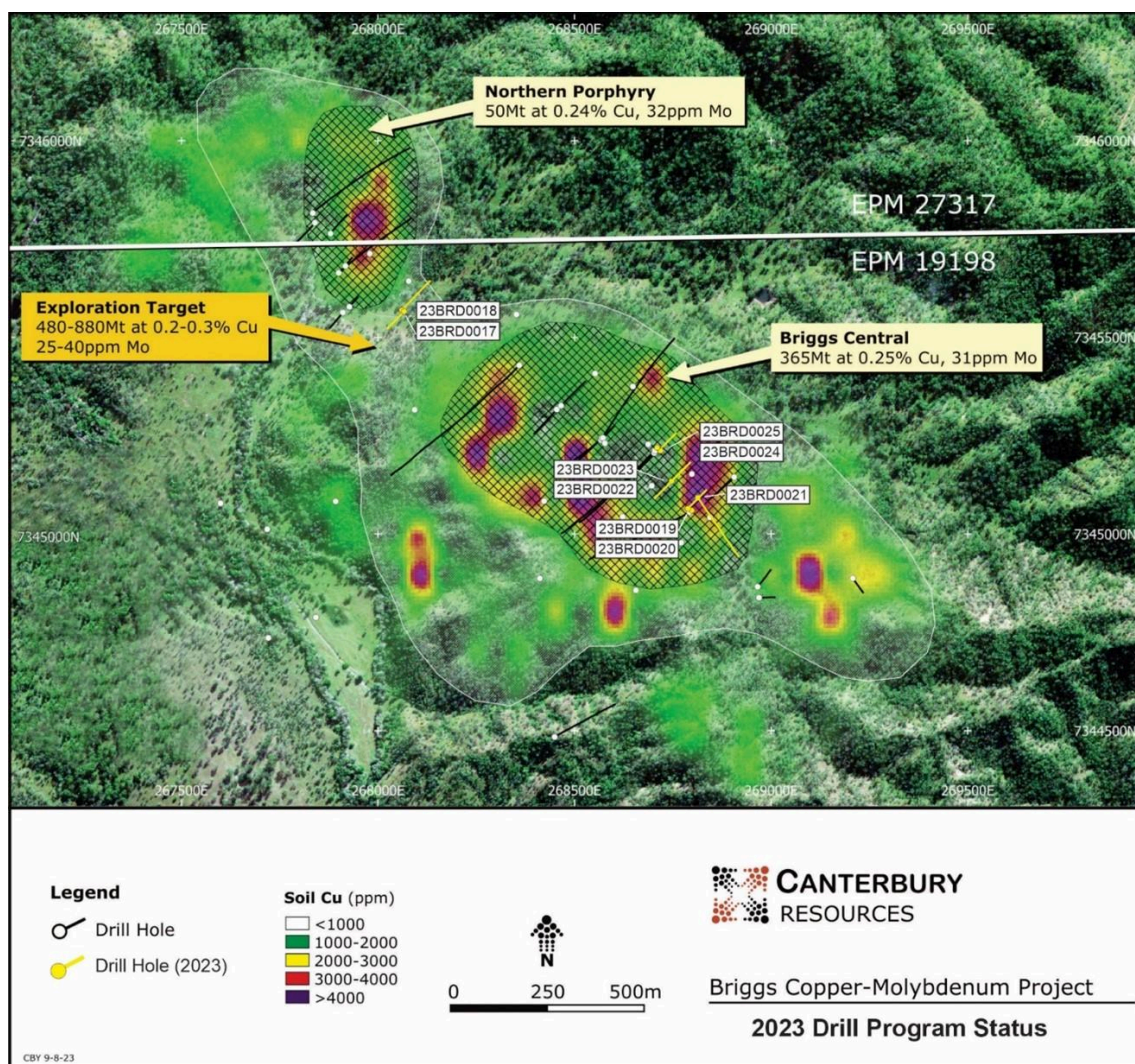 267500E
268000E
268500E
269000E
269500E
Northern Porphyry
50Mt at 0.24% Cu, 32ppm Mo
7346000N
7346000N
EPM 27317
EPM 19198
Exploration Target
480-880Mt at 0.2-0.3% Cu
25-40ppm Mo
23BRD0018
23BRD0017
7345500N
Briggs Central
365Mt at 0.25% Cu, 31ppm Mo
23BRD0025
23BRD0024
23BRD0023
23BRD0022
23BRD0021
23BRD0019
23BRD0020
7345000N
7345000N
7344500N
267500E
268000E
268500E
269000E
269500E
Legend
Drill Hole
Drill Hole (2023)
Soil Cu (ppm)
<1000
1000-2000
2000-3000
3000-4000
>4000
N
0 250 500m
CANTERBURY
RESOURCES
Briggs Copper-Molybdenum Project
2023 Drill Program Status
CBY 9-8-23